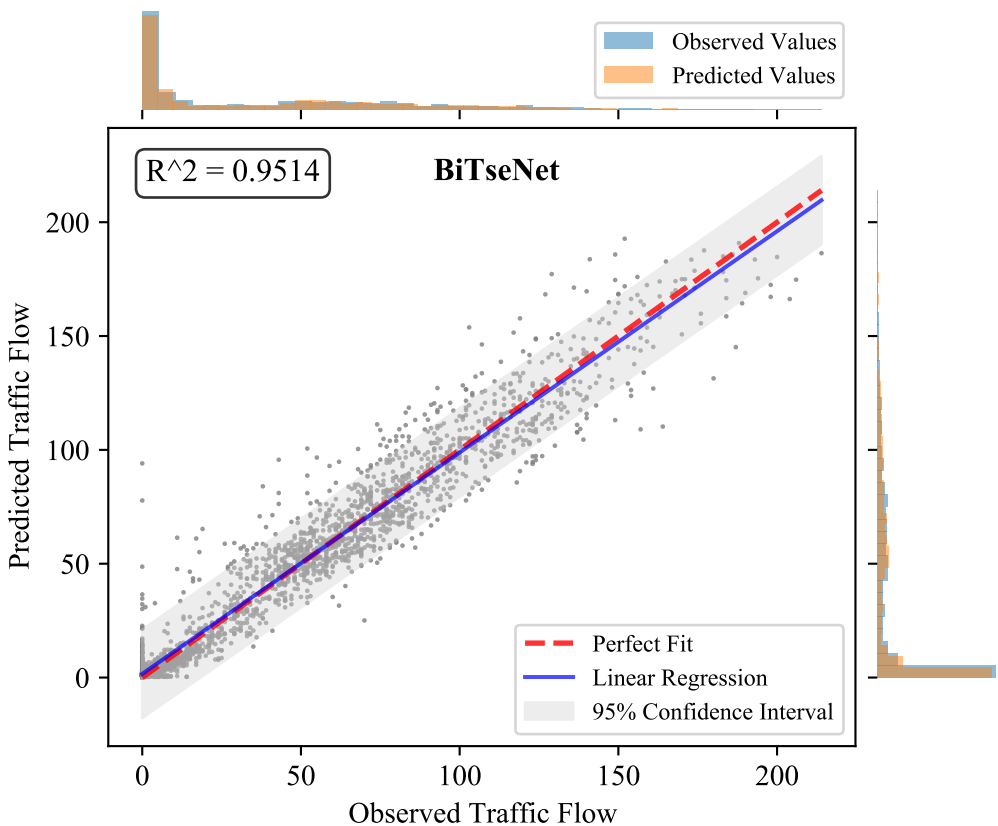 Observed Values
Predicted Values
R^2 = 0.9514
BiTseNet
200
150
100
50
0
Predicted Traffic Flow
Perfect Fit
Linear Regression
95% Confidence Interval
0 50 100 150 200
Observed Traffic Flow